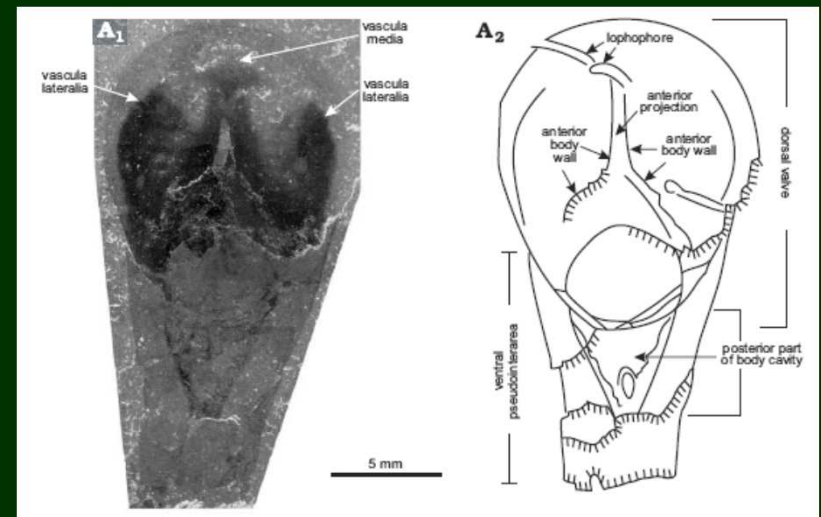 A1
vascula
media
vascula
lateralia
vascula
lateralia
5 mm
A2
lophophore
anterior
projection
anterior
body
wall
anterior
body wall
dorsal valve
ventral
pseudointerarea
posterior part
of body cavity